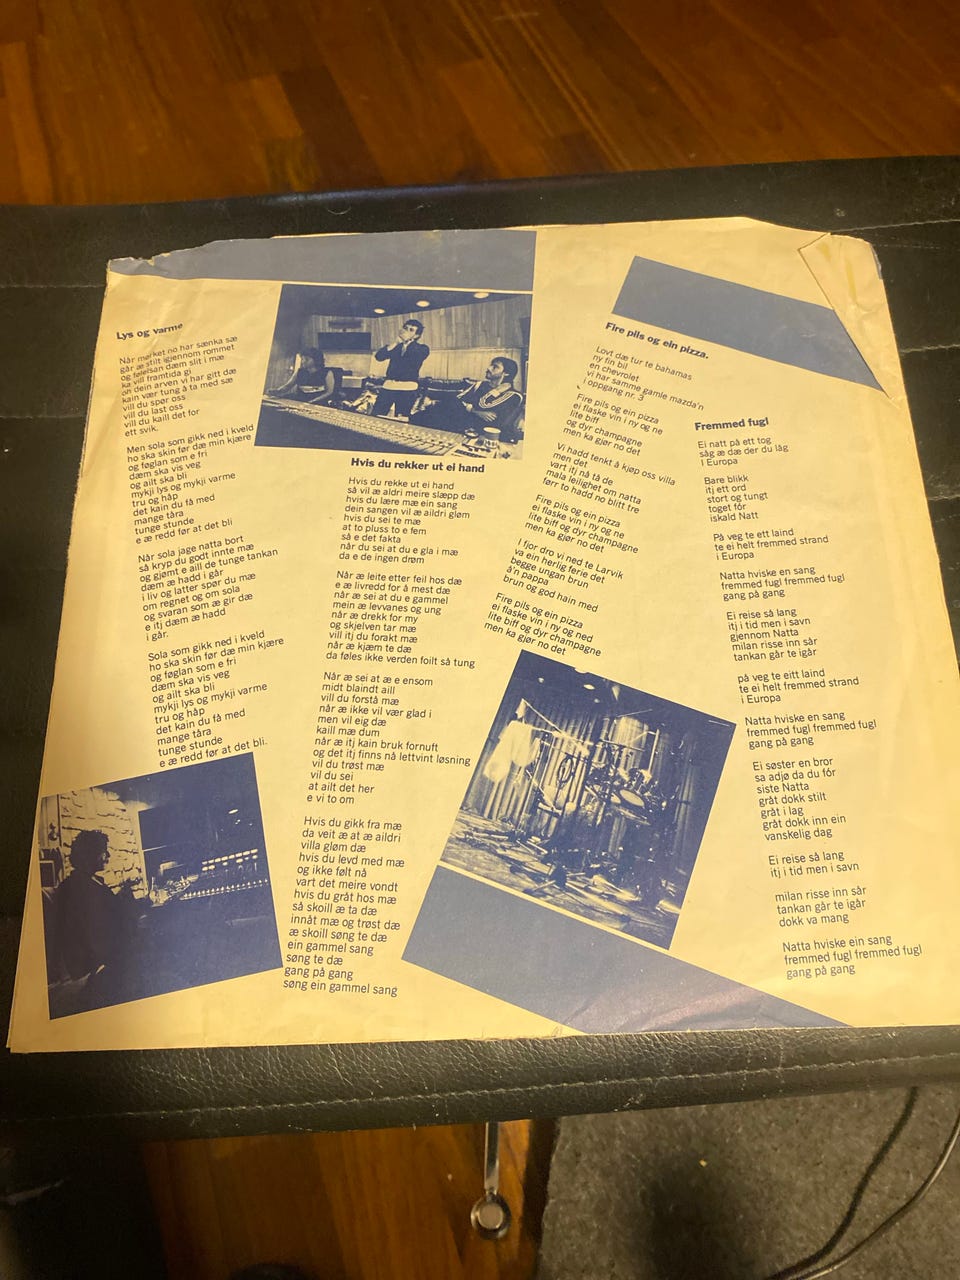 Lys og varme
Når mørket no har sænka sæ
går æ stilt igjennom rommet
og følelsan dæm slit i mæ
ka vill framtida gi
og dein arven vi har gitt dæ
kain vær tung å ta med sæ
vill du spør oss
vill du last oss
vill du kaill det for
ett svik.
Men sola som gikk ned i kveld
ho ska skin før dæ min kjære
og føglan som e fri
dæm ska vis veg
og ailt ska bli
mykji lys og mykji varme
tru og håp
det kain du få med
mange tåra
tunge stunde
e æ redd før at det bli
Når sola jage natta bort
så kryp du godt innte mæ
og gjømt e aill de tunge tankan
dæm æ hadd i går
i liv og latter spør du mæ
om regnet og om sola
og svaran som æ gir dæ
e itj dæm æ hadd
i går.
Sola som gikk ned i kveld
ho ska skin før dæ min kjære
og føglan som e fri
dæm ska vis veg
og ailt ska bli
mykji lys og mykji varme
tru og håp
det kain du få med
mange tåra
tunge stunde
e æ redd før at det bli.
Hvis du rekker ut ei hand
Hvis du rekke ut ei hand
så vil æ aldri meire slæpp dæ
hvis du lære mæ ein sang
dein sangen vil æ aildri gløm
hvis du sei te mæ
at to pluss to e fem
så e det fakta
når du sei at du e gla i mæ
da e de ingen drøm
Når æ leite etter feil hos dæ
e æ livredd for å mest dæ
når æ sei at du e gammel
mein æ levvanes og ung
når æ drekk for my
og skjelven tar mæ
vill itj du forakt mæ
når æ kjæm te dæ
da føles ikke verden foilt så tung
Når æ sei at æ e ensom
midt blaindt aill
vill du forstå mæ
når æ ikke vil vær glad i
men vil eig dæ
kaill mæ dum
når æ itj kain bruk fornuft
og det itj finns nå lettvint løsning
vil du trøst mæ
vil du sei
at ailt det her
e vi to om
Hvis du gikk fra mæ
da veit æ at æ aildri
villa gløm dæ
hvis du levd med mæ
og ikke følt nå
vart det meire vondt
hvis du gråt hos mæ
så skoill æ ta dæ
innåt mæ og trøst dæ
æ skoill søng te dæ
ein gammel sang
søng te dæ
gang på gang
søng ein gammel sang
Fire pils og ein pizza.
Lovt dæ tur te bahamas
ny fin bil
en chevrolet
vi har samme gamle mazda'n
i oppgang nr. 3
Fire pils og ein pizza
ei flaske vin i ny og ne
lite biff
og dyr champagne
men ka gjør no det
Vi hadd tenkt å kjøp oss villa
men det
vart itj nå tå de
mala leilighet om natta
førr to hadd no blitt tre
Fire pils og ein pizza
ei flaske vin i ny og ne
lite biff og dyr champagne
men ka gjør no det
I fjor dro vi ned te Larvik
va ein herlig ferie det
begge ungan brun
å'n pappa
brun og god hain med
Fire pils og ein pizza
ei flaske vin i ny og ned
lite biff og dyr champagne
men ka gjør no det
Fremmed fugl
Ei natt på ett tog
såg æ dæ der du låg
i Europa
Bare blikk
itj ett ord
stort og tungt
toget fór
iskald Natt
På veg te ett laind
te ei helt fremmed strand
i Europa
Natta hviske en sang
fremmed fugl fremmed fugl
gang på gang
Ei reise så lang
itj i tid men i savn
gjennom Natta
milan risse inn sår
tankan går te igår
på veg te eitt laind
te ei helt fremmed strand
i Europa
Natta hviske en sang
fremmed fugl fremmed fugl
gang på gang
Ei søster en bror
sa adjø da du fór
siste Natta
gråt dokk stilt
gråt i lag
gråt dokk inn ein
vanskelig dag
Ei reise så lang
itj i tid men i savn
milan risse inn sår
tankan går te igår
dokk va mang
Natta hviske ein sang
fremmed fugl fremmed fugl
gang på gang